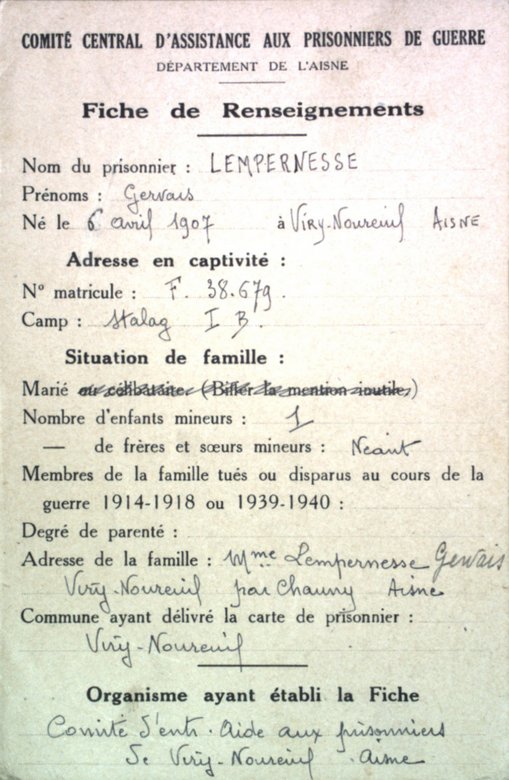 COMITÉ CENTRAL D'ASSISTANCE AUX PRISONNIERS DE GUERRE
DÉPARTEMENT DE L'AISNE
Fiche de Renseignements
Nom du prisonnier : LEMPERNESSE
Prénoms : Gervais
Né le 6 avril 1907 à Viry-Noureuil AISNE
Adresse en captivité :
N° matricule : F. 38.679.
Camp : Stalag I B.
Situation de famille :
Marié ou célibataire. (Biffer la mention inutile.)
Nombre d'enfants mineurs : 1
— de frères et sœurs mineurs : Neant
Membres de la famille tués ou disparus au cours de la
guerre 1914-1918 ou 1939-1940 :
Degré de parenté :
Adresse de la famille : Mme Lempernesse Gervais
Viry-Noureuil par Chauny Aisne
Commune ayant délivré la carte de prisonnier :
Viry-Noureuil
Organisme ayant établi la Fiche
Comité d'entr'Aide aux prisonniers
de Viry-Noureuil Aisne